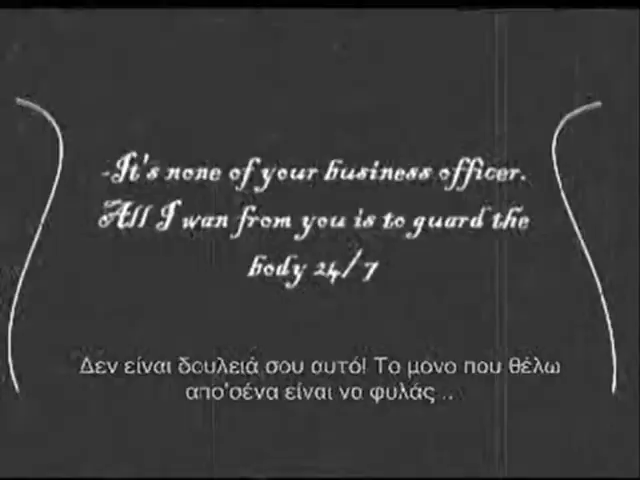 -It's none of your business officer.
All I wan from you is to guard the
body 24/7
Δεν είναι δουλειά σου αυτό! Το μονο που θέλω
απο'σένα είναι να φυλάς ..